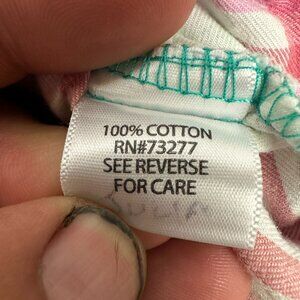 100% COTTON
RN#73277
SEE REVERSE
FOR CARE